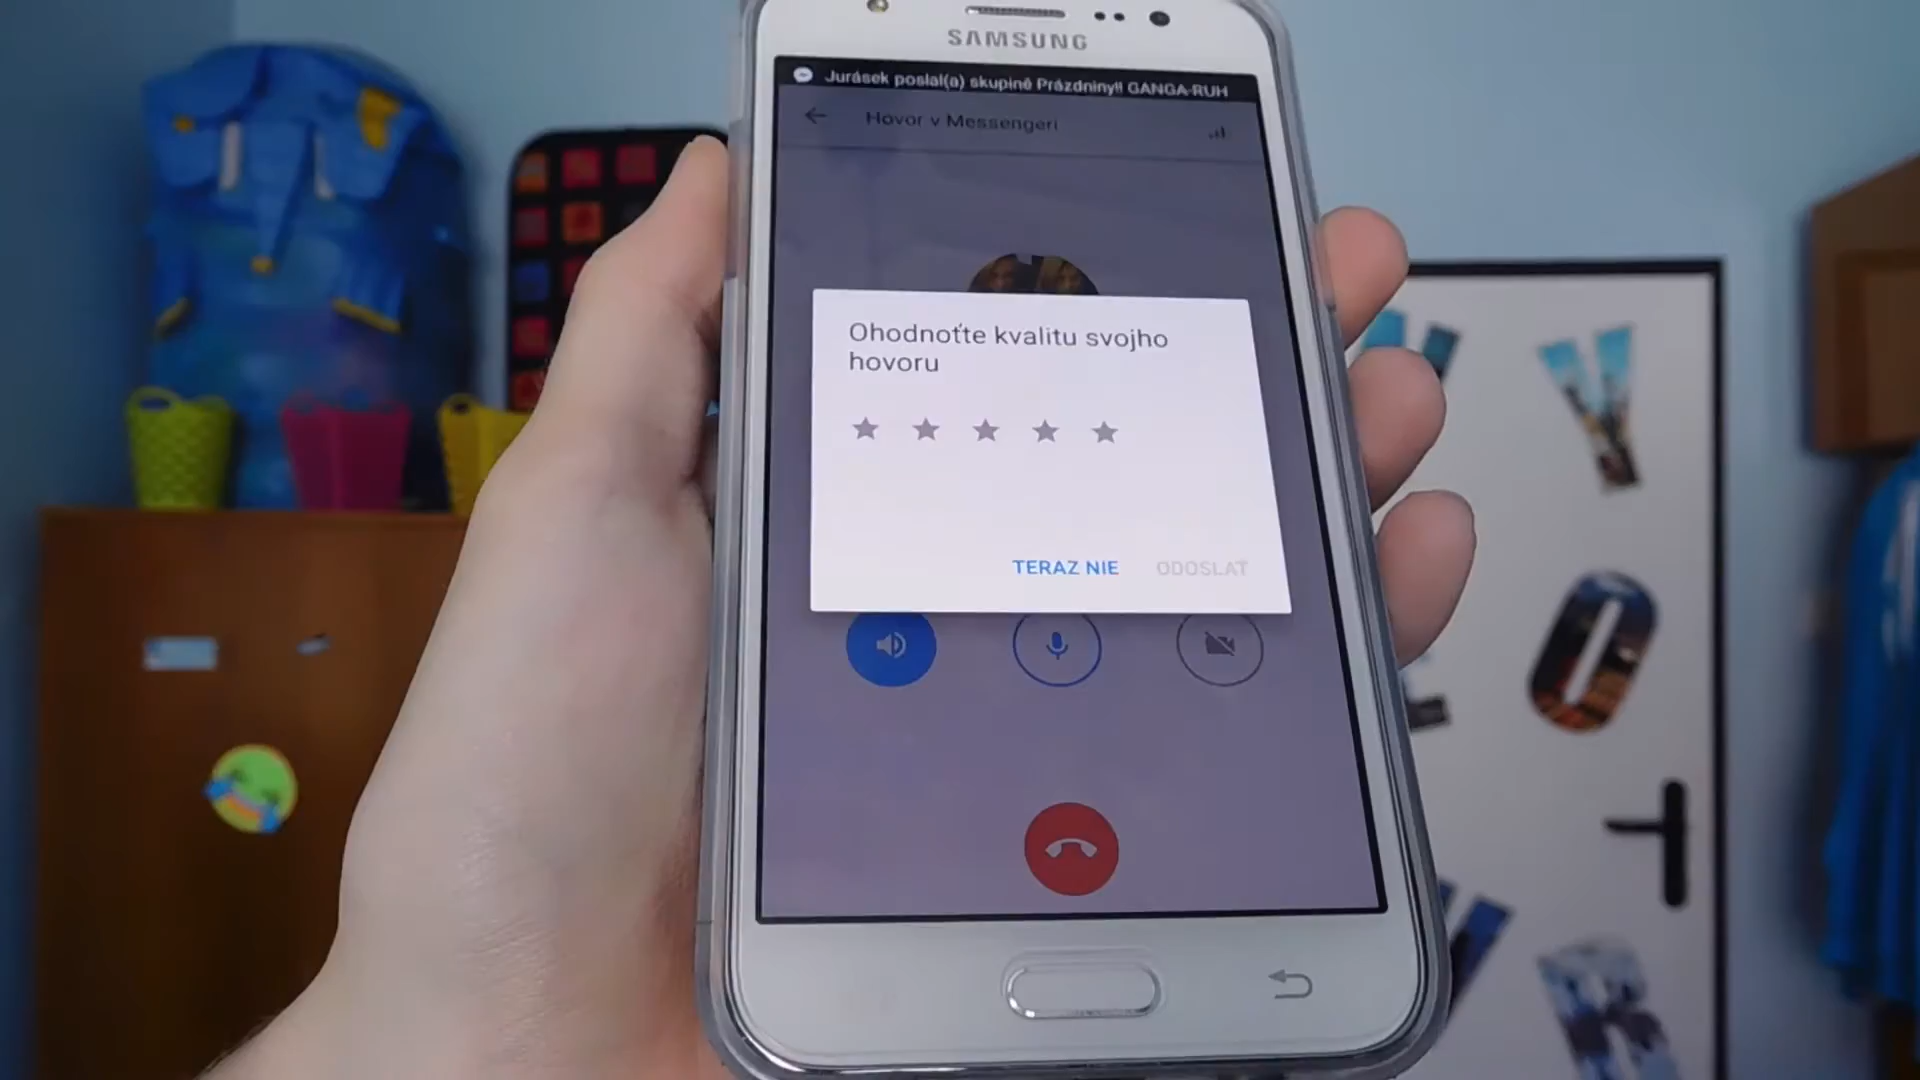 SAMSUNG
Jurásek poslal(a) skupině Prázdniny!! GANGA-RUH
Hovor v Messengeri
Ohodnoťte kvalitu svojho
hovoru
TERAZ NIE
ODOSLAŤ